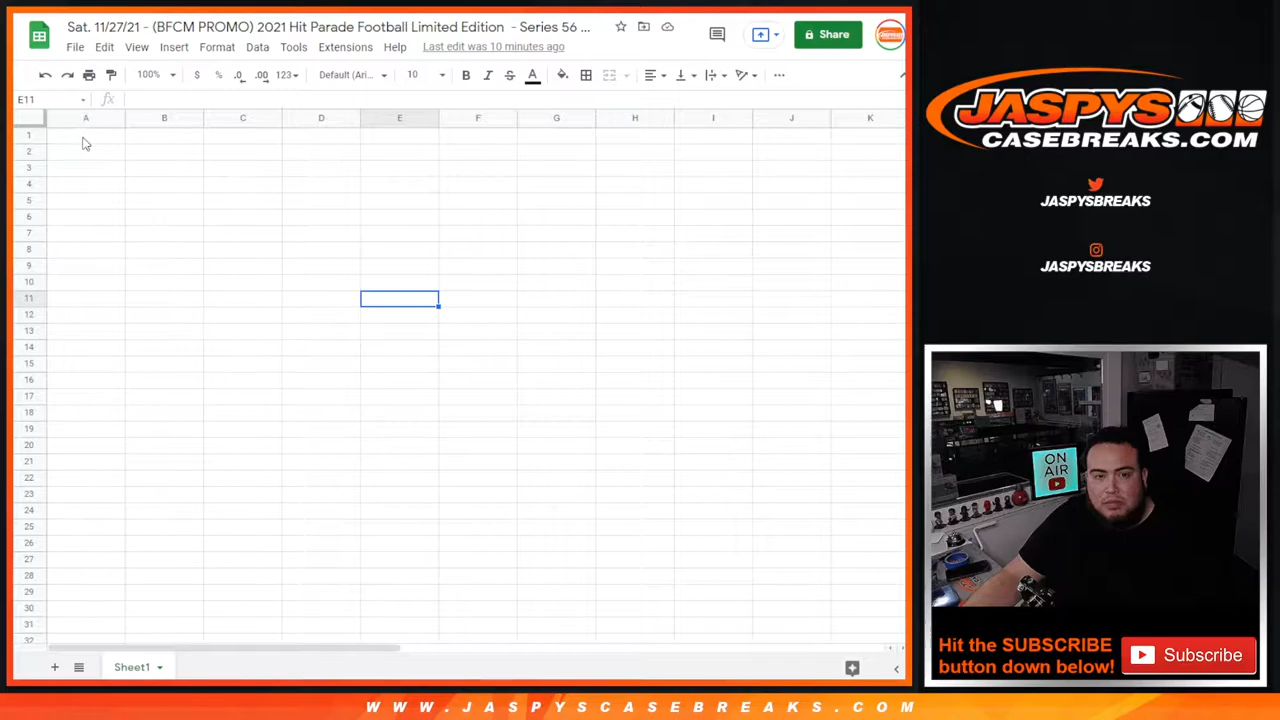 Sat. 11/27/21 - (BFCM PROMO) 2021 Hit Parade Football Limited Edition - Series 56 ...
File Edit View Insert Format Data Tools Extensions Help Last edit was 10 minutes ago
Share
100% $ % .0 .00 123 Default (Ari... 10 B I S A
E11 fx
A B C D E F G H I J K
1
2
3
4
5
6
7
8
9
10
11
12
13
14
15
16
17
18
19
20
21
22
23
24
25
26
27
28
29
30
31
32
Sheet1
JASPYS
CASEBREAKS.COM
JASPYSBREAKS
JASPYSBREAKS
ON
AIR
Hit the SUBSCRIBE
button down below!
Subscribe
WWW.JASPYSCASEBREAKS.COM